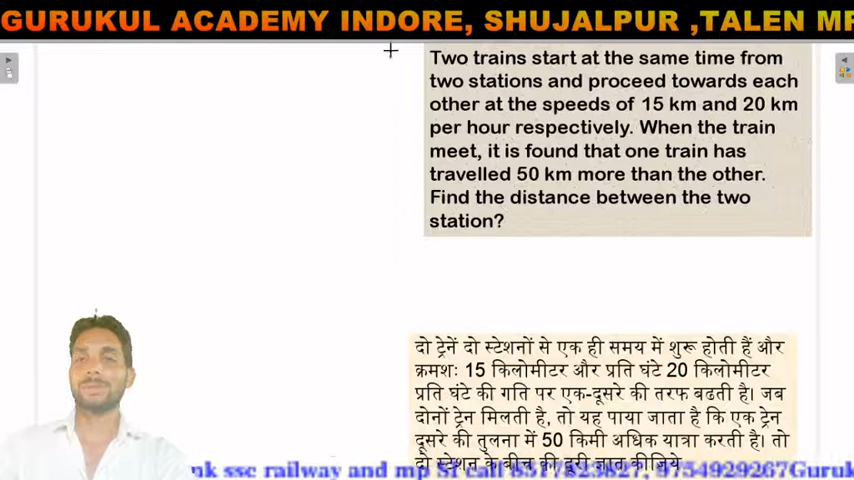 GURUKUL ACADEMY INDORE, SHUJALPUR ,TALEN MP
Two trains start at the same time from
two stations and proceed towards each
other at the speeds of 15 km and 20 km
per hour respectively. When the train
meet, it is found that one train has
travelled 50 km more than the other.
Find the distance between the two
station?
दो ट्रेनें दो स्टेशनों से एक ही समय में शुरू होती हैं और
क्रमशः 15 किलोमीटर और प्रति घंटे 20 किलोमीटर
प्रति घंटे की गति पर एक-दूसरे की तरफ बढती है। जब
दोनों ट्रेन मिलती है, तो यह पाया जाता है कि एक ट्रेन
दूसरे की तुलना में 50 किमी अधिक यात्रा करती है। तो
दो स्टेशन के बीच की दूरी ज्ञात कीजिये
nk ssc railway and mp SI call 8517823827, 9754929267Guruk